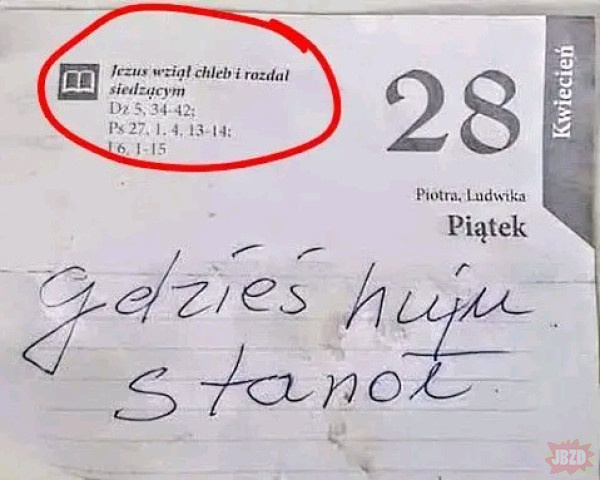 Jezus wziął chleb i rozdał
siedzącym
Dz 5, 34-42;
Ps 27, 1. 4. 13-14;
J 6, 1-15
28
Kwiecień
Piotra, Ludwika
Piątek
gdzieś huju
stanoł.
JBZD